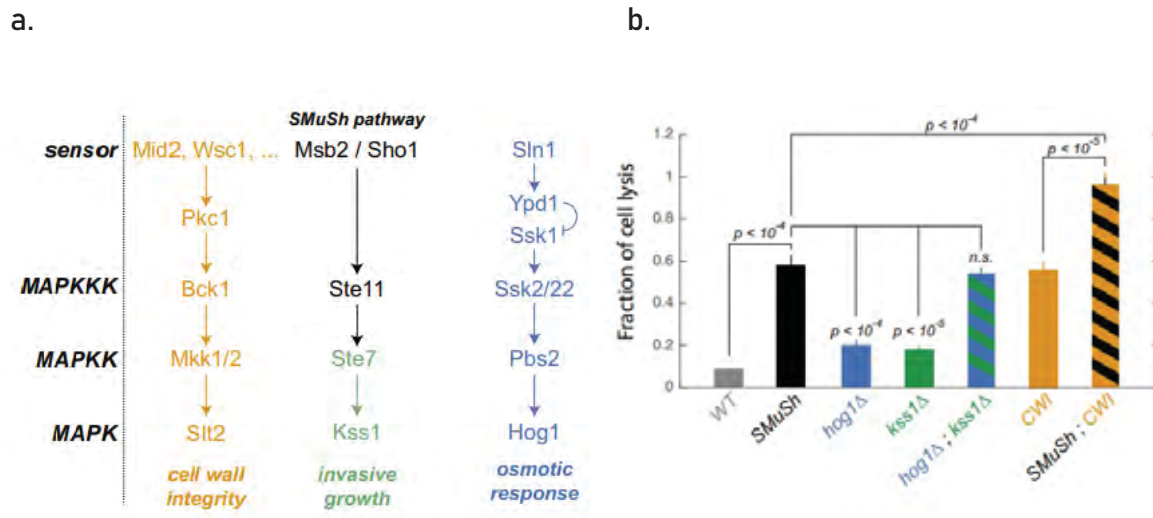 a.
SMuSh pathway
sensor Mid2, Wsc1, ... Msb2 / Sho1 Sln1
Pkc1 Ypd1
Ssk1
MAPKKK Bck1 Ste11 Ssk2/22
MAPKK Mkk1/2 Ste7 Pbs2
MAPK Slt2 Kss1 Hog1
cell wall integrity
invasive growth
osmotic response
b.
Fraction of cell lysis
1.2
1
0.8
0.6
0.4
0.2
0
p < 10⁻⁴
p < 10⁻⁵
p < 10⁻⁴
n.s.
p < 10⁻⁴
p < 10⁻⁵
WT
SMuSh
hog1Δ
kss1Δ
hog1Δ ; kss1Δ
CWI
SMuSh ; CWI